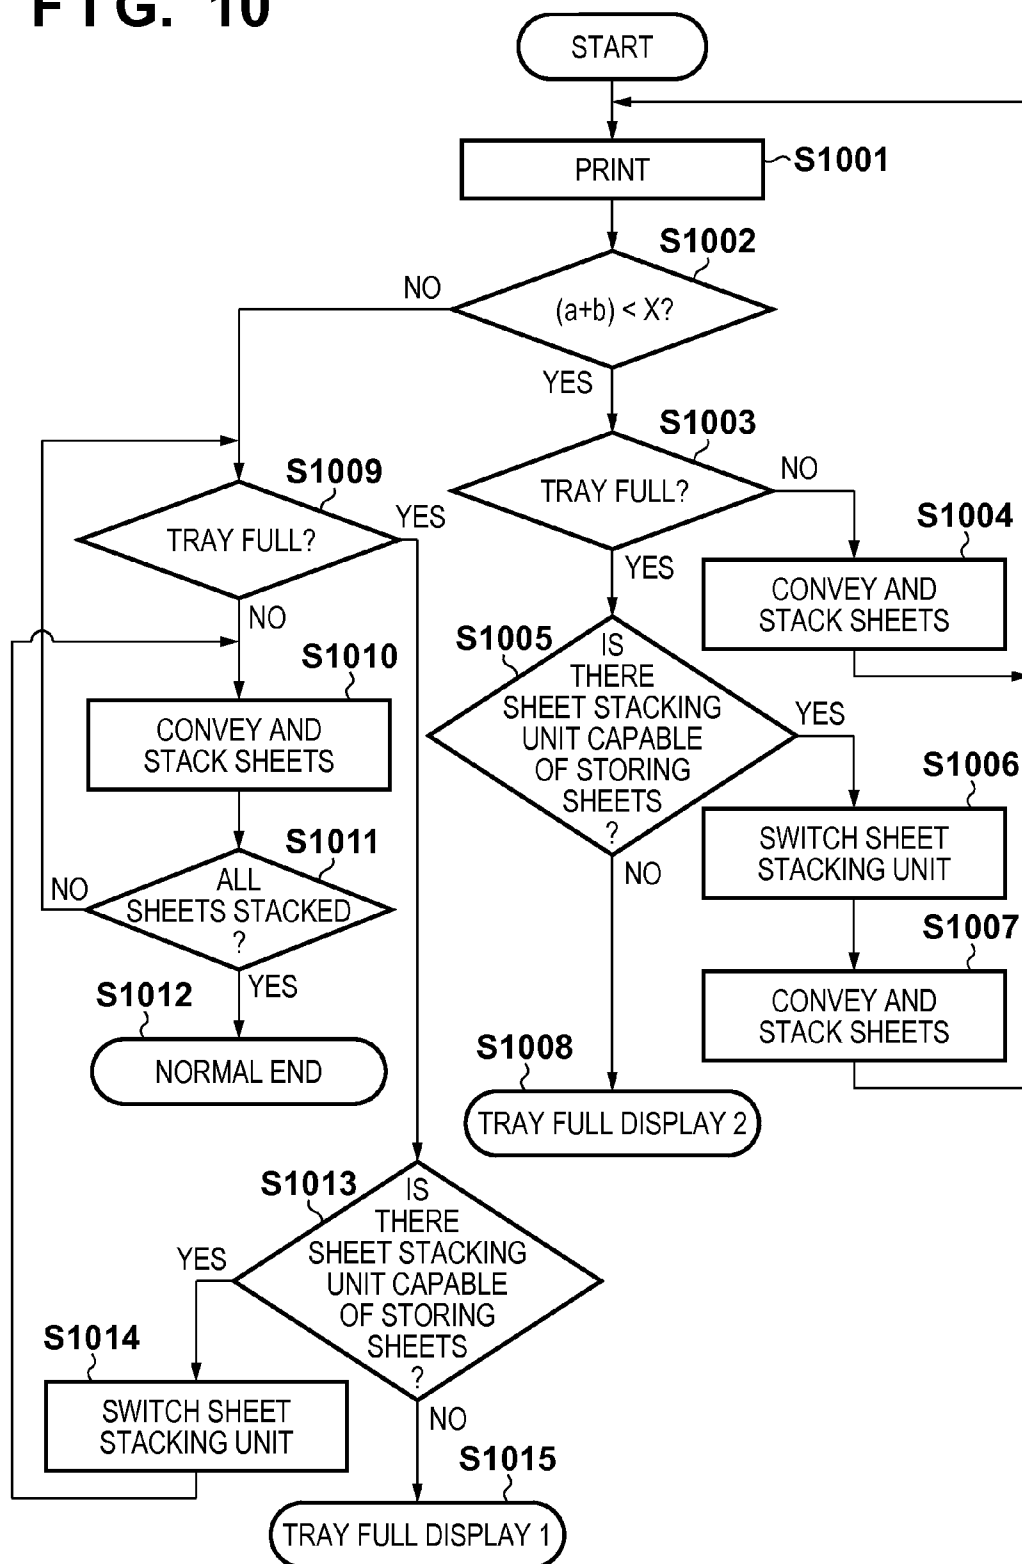 FIG. 10
START
PRINT
S1001
S1002
(a+b) < X?
NO
YES
S1003
TRAY FULL?
NO
YES
S1004
CONVEY AND
STACK SHEETS
S1005
IS
THERE
SHEET STACKING
UNIT CAPABLE
OF STORING
SHEETS
?
YES
NO
S1006
SWITCH SHEET
STACKING UNIT
S1007
CONVEY AND
STACK SHEETS
S1008
TRAY FULL DISPLAY 2
S1009
TRAY FULL?
YES
NO
S1010
CONVEY AND
STACK SHEETS
S1011
ALL
SHEETS STACKED
?
NO
YES
S1012
NORMAL END
S1013
IS
THERE
SHEET STACKING
UNIT CAPABLE
OF STORING
SHEETS
?
YES
NO
S1014
SWITCH SHEET
STACKING UNIT
S1015
TRAY FULL DISPLAY 1